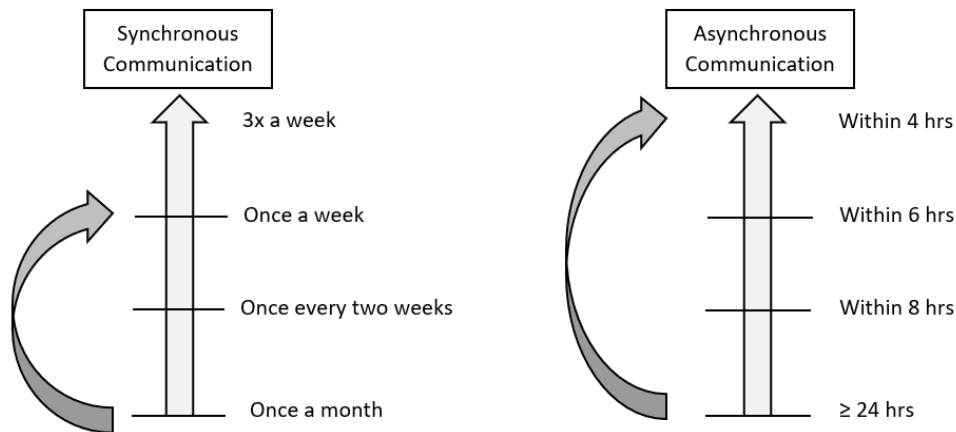 Synchronous
Communication
3x a week
Once a week
Once every two weeks
Once a month
Asynchronous
Communication
Within 4 hrs
Within 6 hrs
Within 8 hrs
≥ 24 hrs